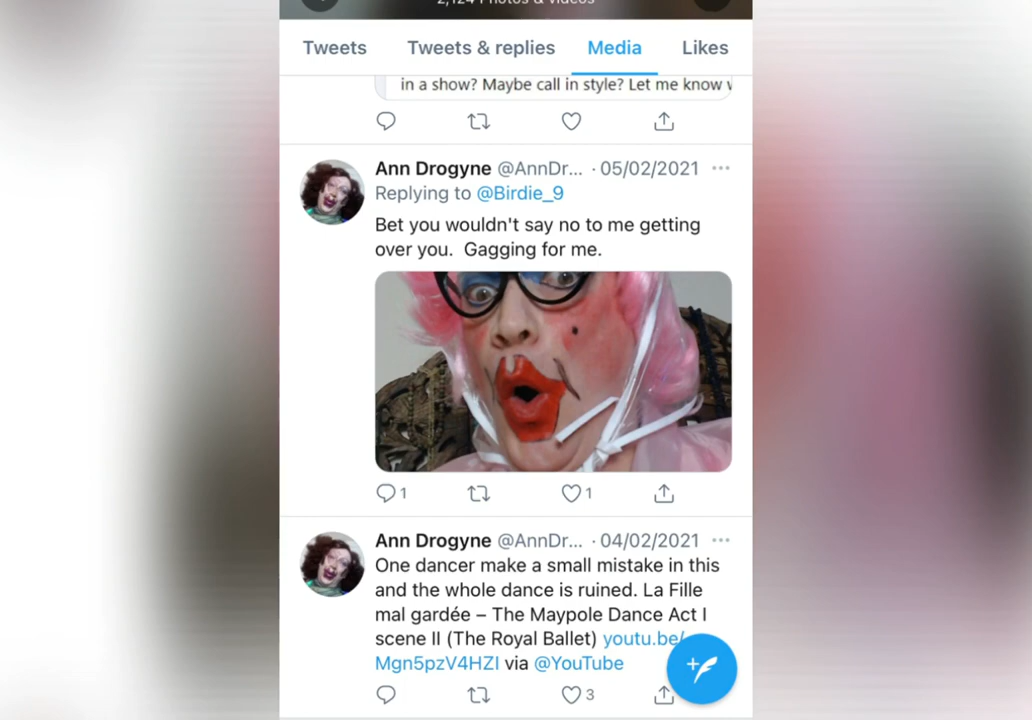 2,124 Photos & videos
Tweets Tweets & replies Media Likes
in a show? Maybe call in style? Let me know
Ann Drogyne @AnnDr... · 05/02/2021 ...
Replying to @Birdie_9
Bet you wouldn't say no to me getting
over you. Gagging for me.
1 1
Ann Drogyne @AnnDr... · 04/02/2021 ...
One dancer make a small mistake in this
and the whole dance is ruined. La Fille
mal gardée – The Maypole Dance Act I
scene II (The Royal Ballet) youtu.be/
Mgn5pzV4HZI via @YouTube
3